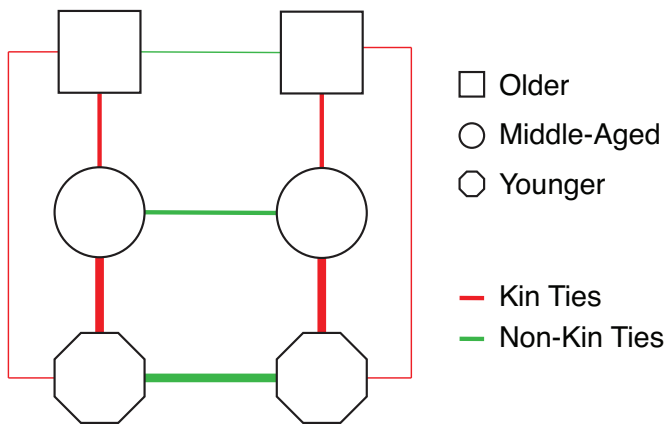 Older
Middle-Aged
Younger
Kin Ties
Non-Kin Ties